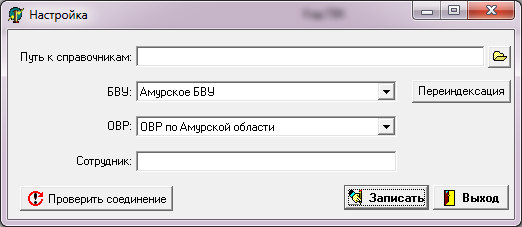 Настройка
Путь к справочникам:
БВУ: Амурское БВУ Переиндексация
ОВР: ОВР по Амурской области
Сотрудник:
Проверить соединение Записать Выход